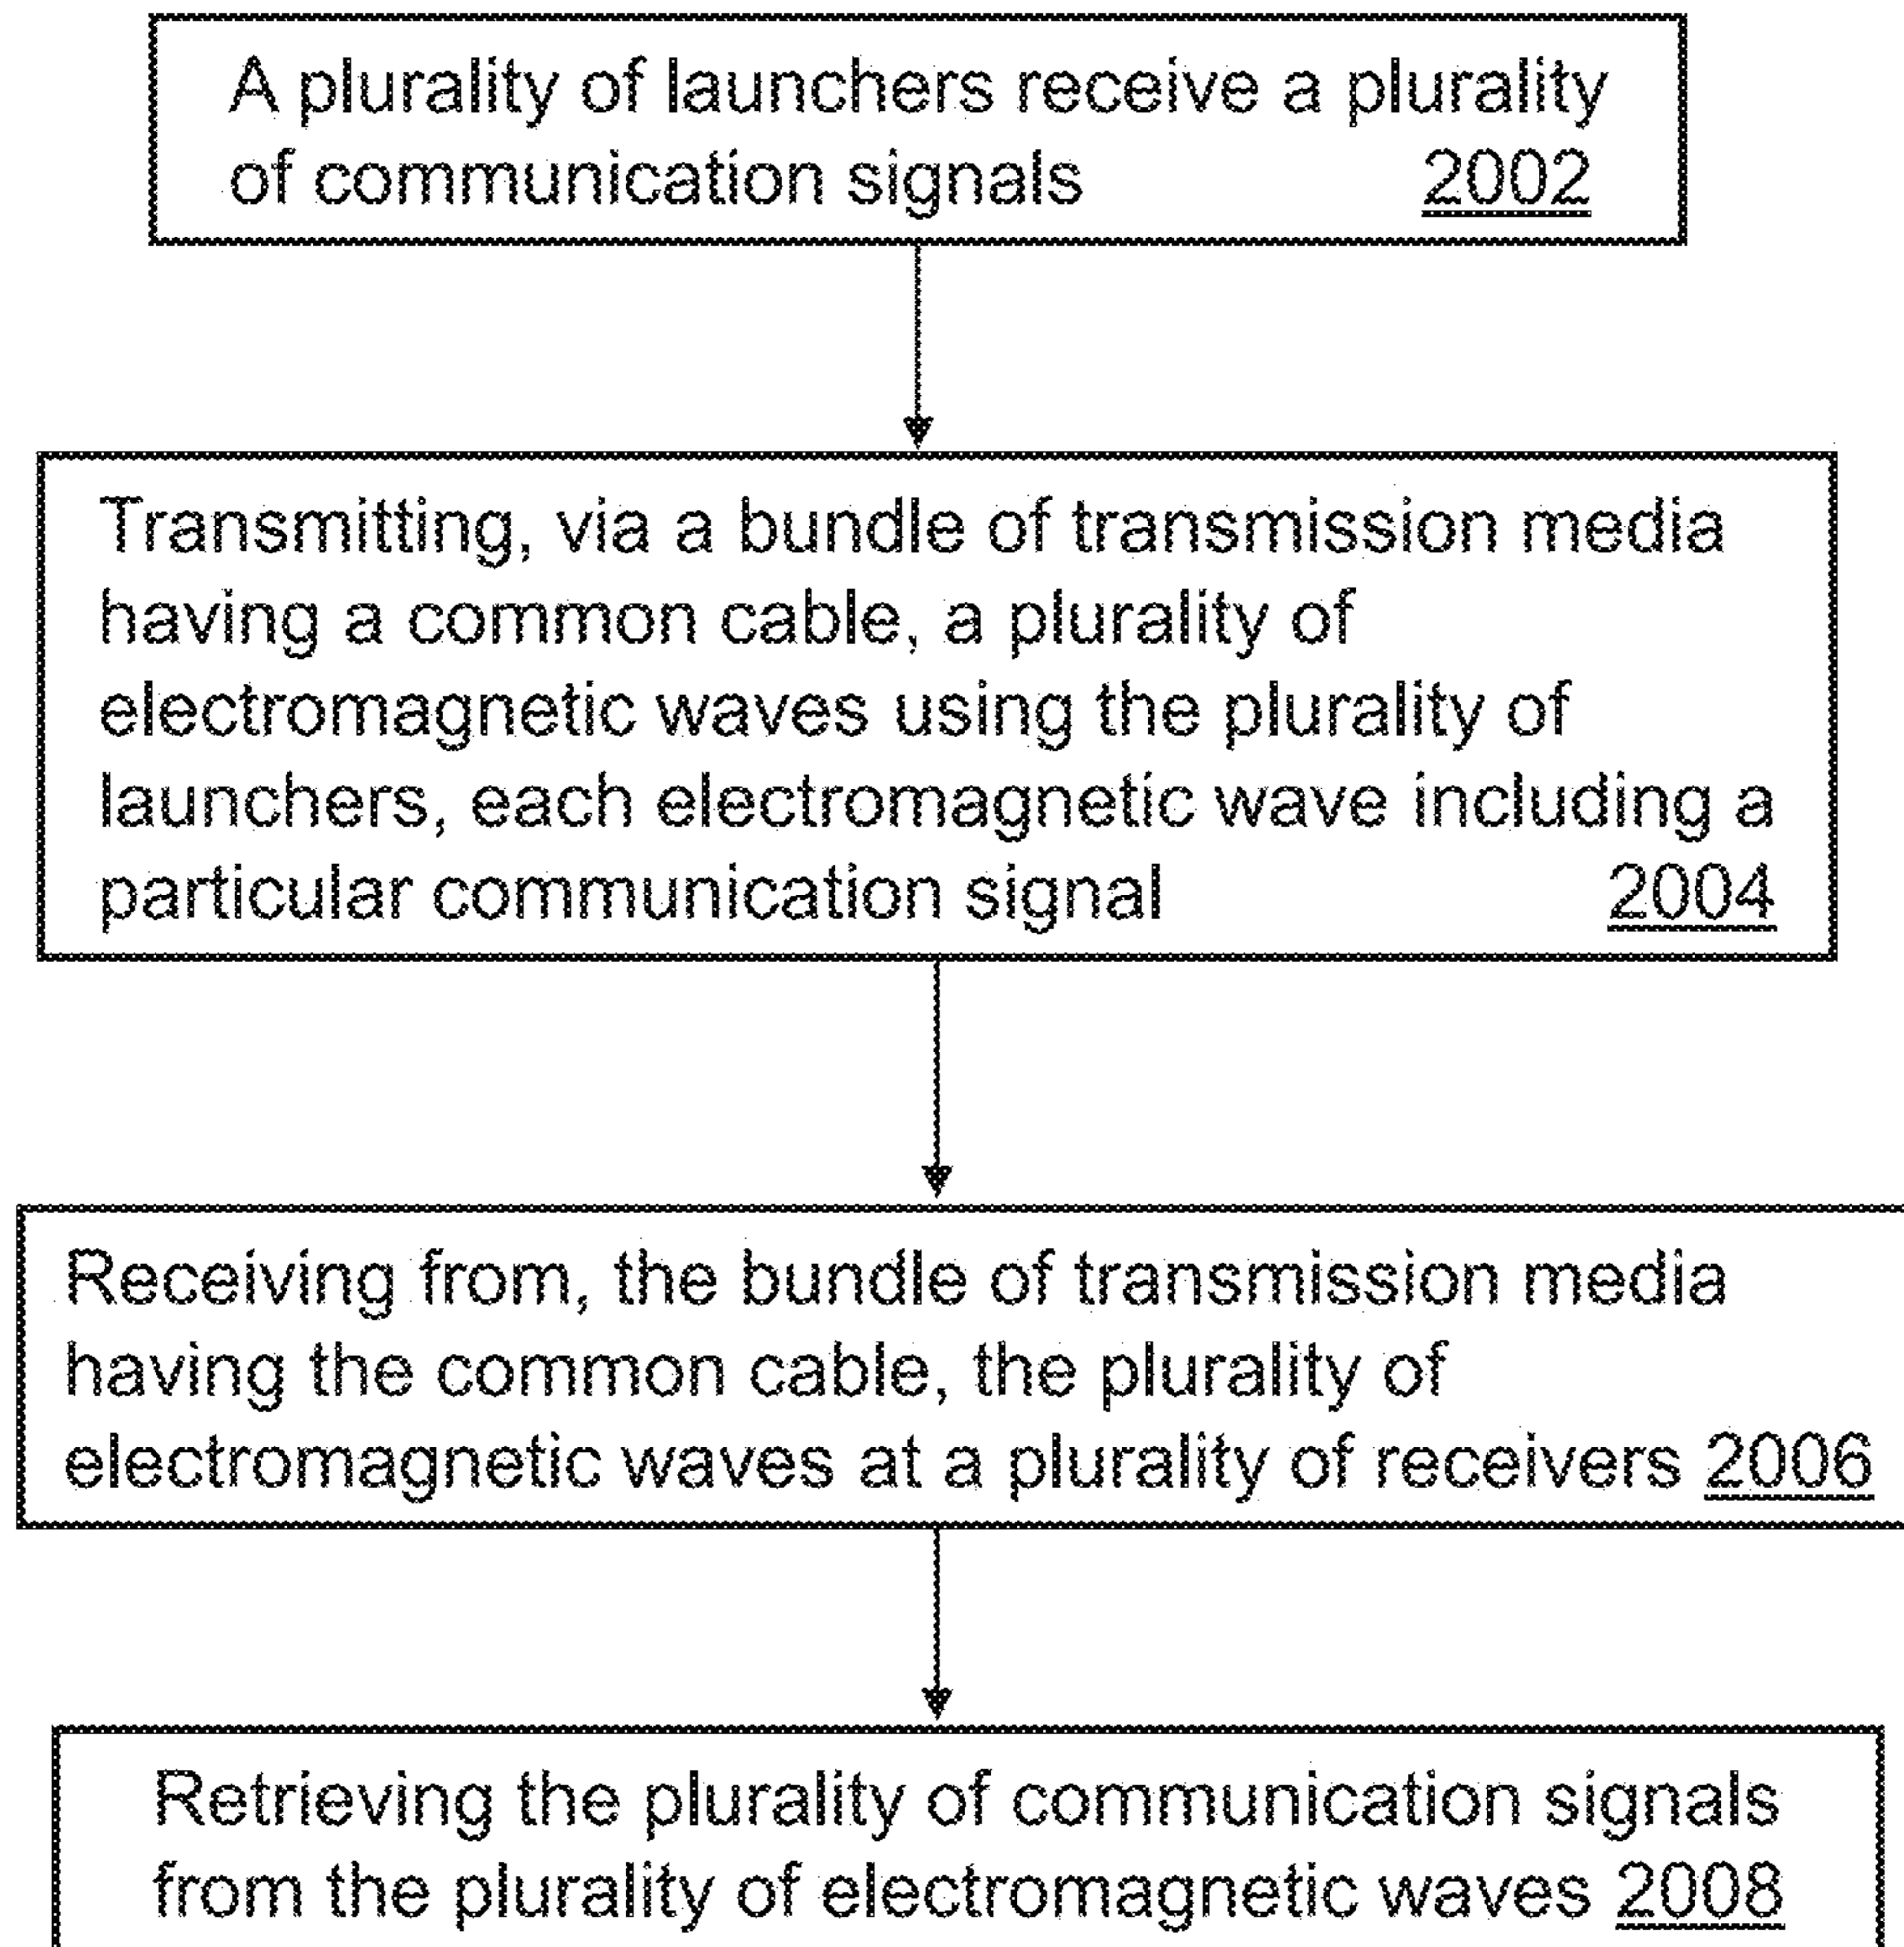 A plurality of launchers receive a plurality
of communication signals 2002
Transmitting, via a bundle of transmission media
having a common cable, a plurality of
electromagnetic waves using the plurality of
launchers, each electromagnetic wave including a
particular communication signal 2004
Receiving from, the bundle of transmission media
having the common cable, the plurality of
electromagnetic waves at a plurality of receivers 2006
Retrieving the plurality of communication signals
from the plurality of electromagnetic waves 2008